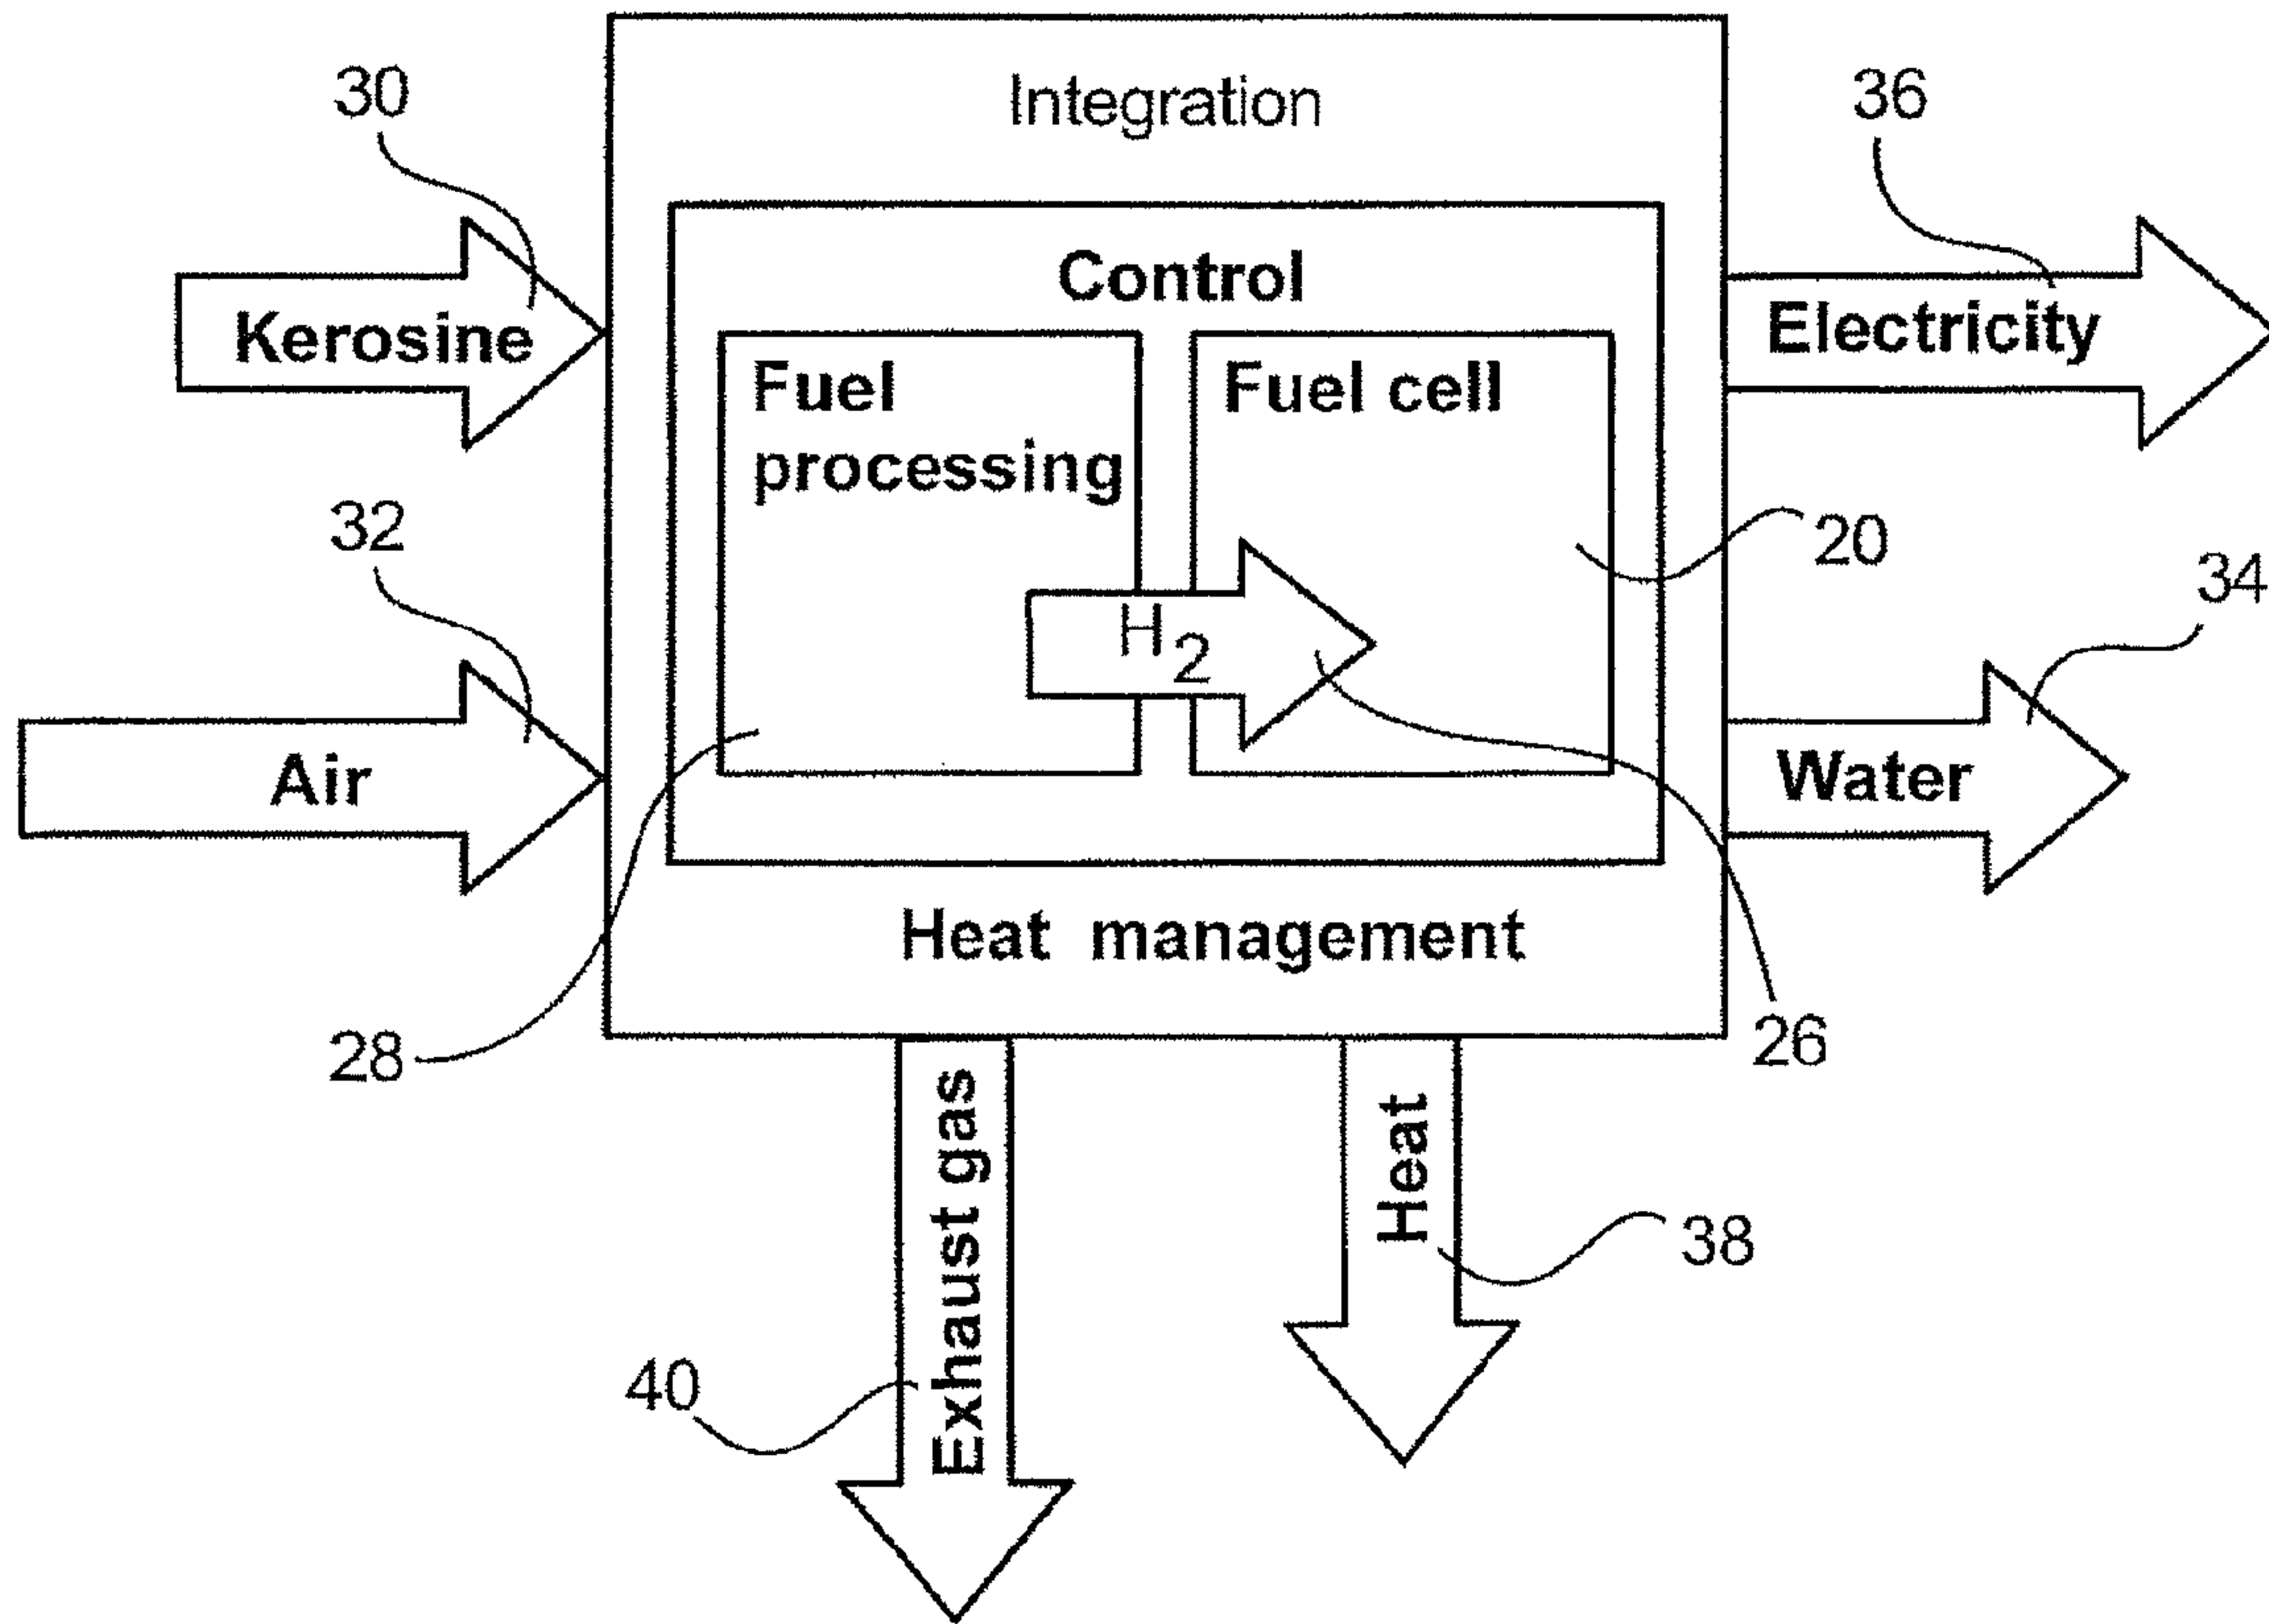 Integration
30
36
Control
Kerosine
Electricity
Fuel
processing
Fuel cell
32
20
34
H2
Air
Water
Heat management
28
26
Exhaust gas
Heat
38
40